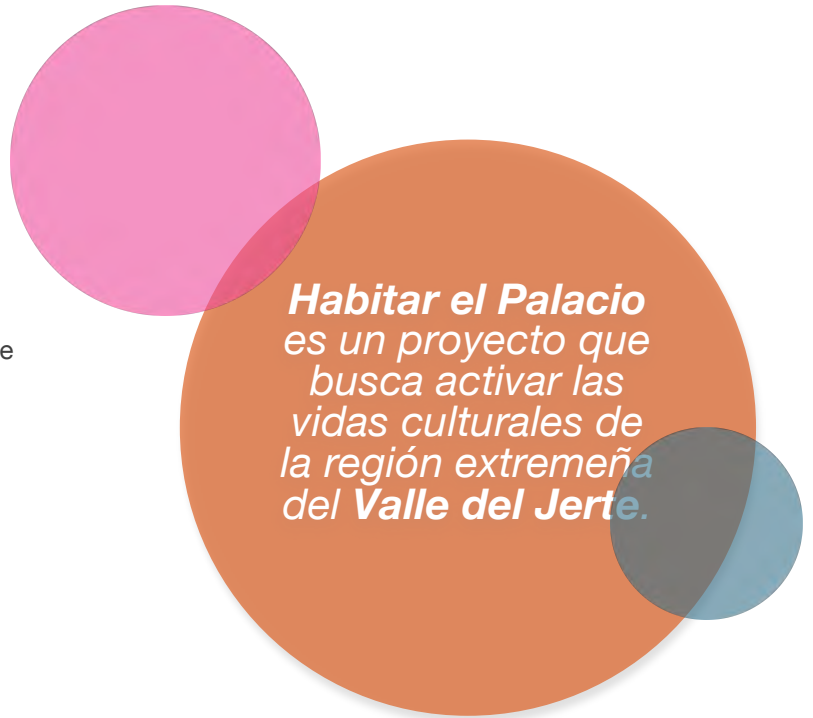 Habitar el Palacio
es un proyecto que
e
busca activar las
vidas culturales de
la región extremeña
del Valle del Jerte.